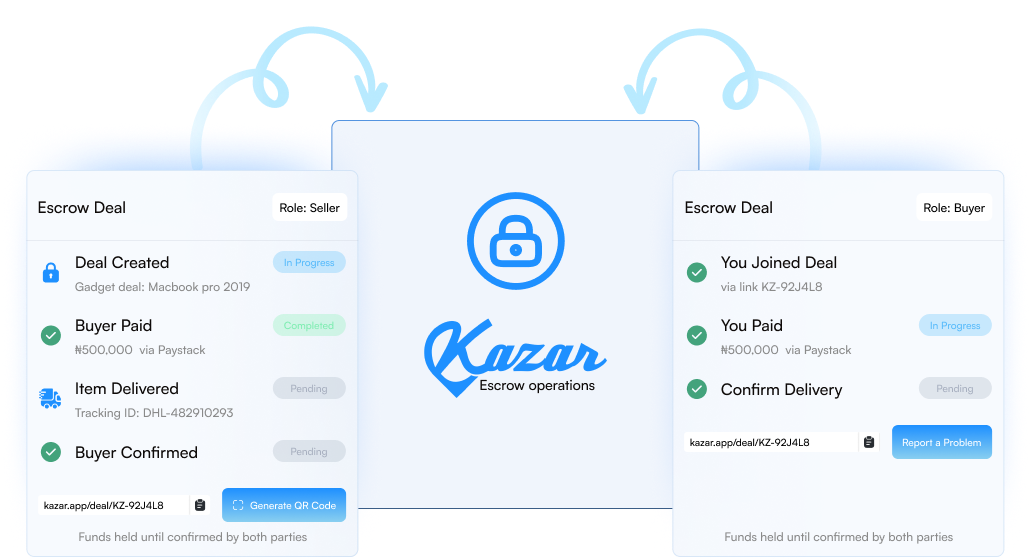 Escrow Deal
Role: Seller
Deal Created
In Progress
Gadget deal: Macbook pro 2019
Buyer Paid
Completed
₦500,000 via Paystack
Item Delivered
Pending
Tracking ID: DHL-482910293
Buyer Confirmed
Pending
kazar.app/deal/KZ-92J4L8
Generate QR Code
Funds held until confirmed by both parties
Kazar
Escrow operations
Escrow Deal
Role: Buyer
You Joined Deal
via link KZ-92J4L8
You Paid
In Progress
₦500,000 via Paystack
Confirm Delivery
Pending
kazar.app/deal/KZ-92J4L8
Report a Problem
Funds held until confirmed by both parties